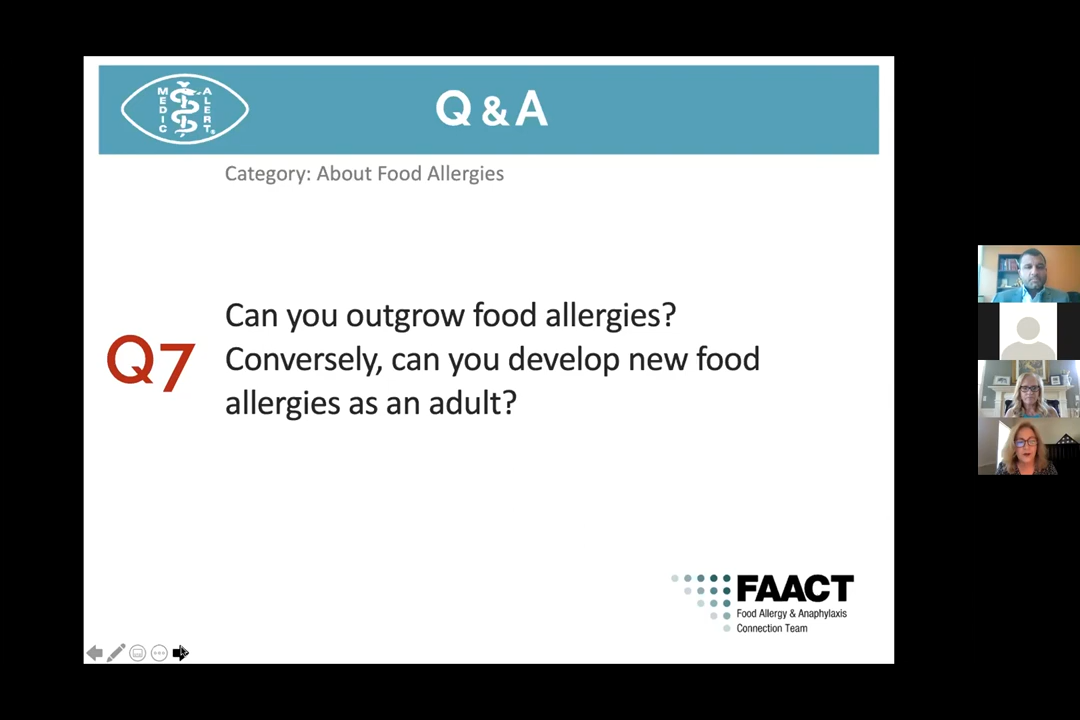 MEDIC ALERT®
Q & A
Category: About Food Allergies
Q7
Can you outgrow food allergies?
Conversely, can you develop new food
allergies as an adult?
FAACT
Food Allergy & Anaphylaxis
Connection Team